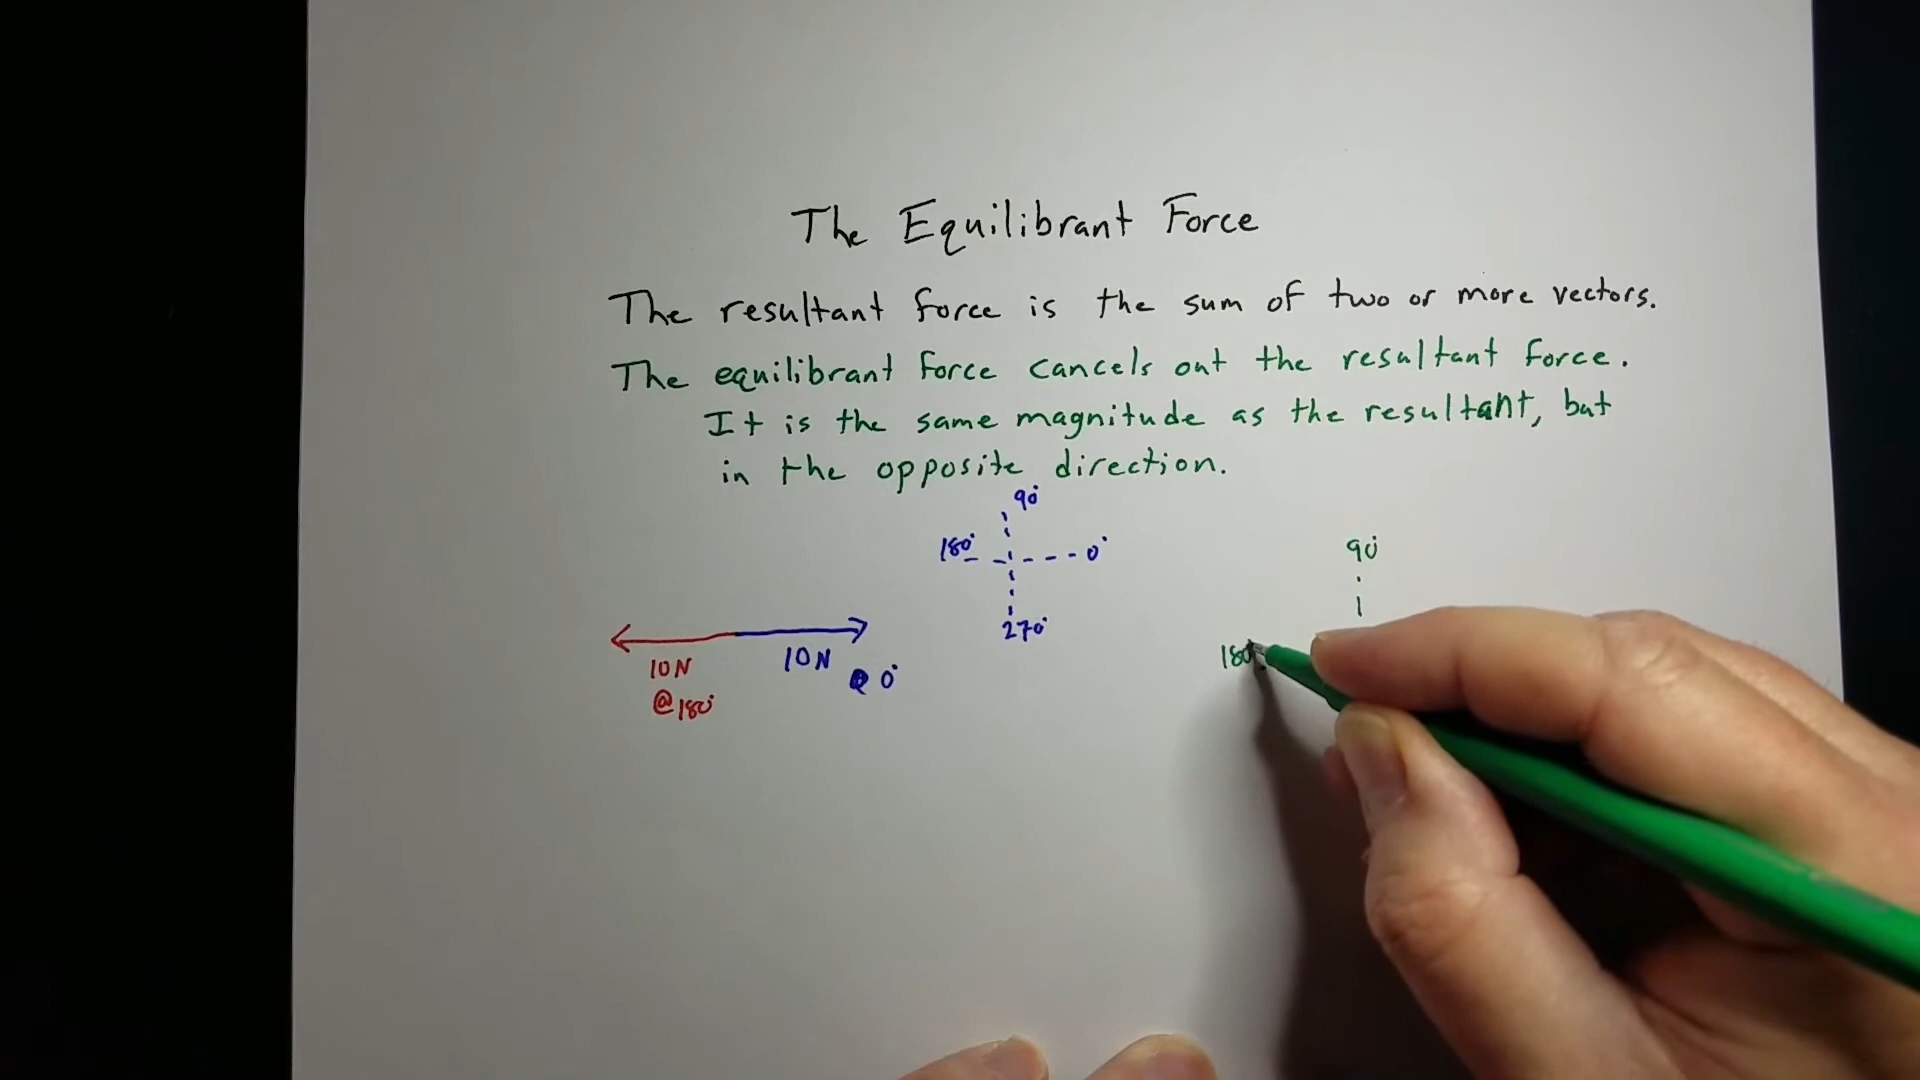 The Equilibrant Force
The resultant force is the sum of two or more vectors.
The equilibrant force cancels out the resultant force.
It is the same magnitude as the resultant, but
in the opposite direction.
90°
180° 0°
270°
10N
@180°
10N
@ 0°
90°
180